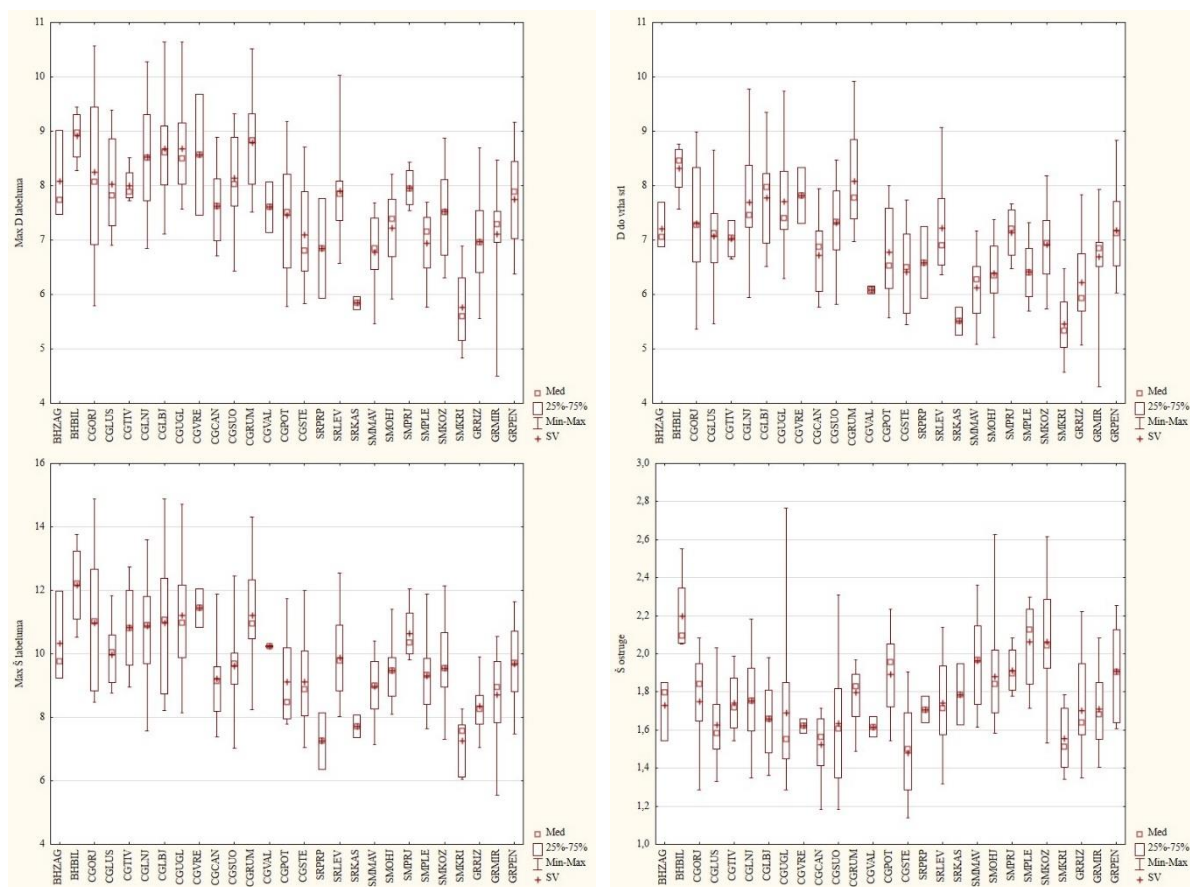 Max D labeluma
11
10
9
8
7
6
5
4
BHZAG
BHBIL
CGORJ
CGLUS
CGTIV
CGLNJ
CGLBJ
CGUGL
CGVRE
CGCAN
CGSUO
CGRUM
CGVAL
CGPOT
CGSTE
SRPRP
SRLEV
SRKAS
SMMAV
SMOHJ
SMPRJ
SMPLE
SMKOZ
SMKRI
GRRIZ
GRMIR
GRPEN
Med
25%-75%
Min-Max
SV
D do vrha srl
11
10
9
8
7
6
5
4
BHZAG
BHBIL
CGORJ
CGLUS
CGTIV
CGLNJ
CGLBJ
CGUGL
CGVRE
CGCAN
CGSUO
CGRUM
CGVAL
CGPOT
CGSTE
SRPRP
SRLEV
SRKAS
SMMAV
SMOHJ
SMPRJ
SMPLE
SMKOZ
SMKRI
GRRIZ
GRMIR
GRPEN
Med
25%-75%
Min-Max
SV
Max Š labeluma
16
14
12
10
8
6
4
BHZAG
BHBIL
CGORJ
CGLUS
CGTIV
CGLNJ
CGLBJ
CGUGL
CGVRE
CGCAN
CGSUO
CGRUM
CGVAL
CGPOT
CGSTE
SRPRP
SRLEV
SRKAS
SMMAV
SMOHJ
SMPRJ
SMPLE
SMKOZ
SMKRI
GRRIZ
GRMIR
GRPEN
Med
25%-75%
Min-Max
SV
Š ostruge
3,0
2,8
2,6
2,4
2,2
2,0
1,8
1,6
1,4
1,2
1,0
BHZAG
BHBIL
CGORJ
CGLUS
CGTIV
CGLNJ
CGLBJ
CGUGL
CGVRE
CGCAN
CGSUO
CGRUM
CGVAL
CGPOT
CGSTE
SRPRP
SRLEV
SRKAS
SMMAV
SMOHJ
SMPRJ
SMPLE
SMKOZ
SMKRI
GRRIZ
GRMIR
GRPEN
Med
25%-75%
Min-Max
SV